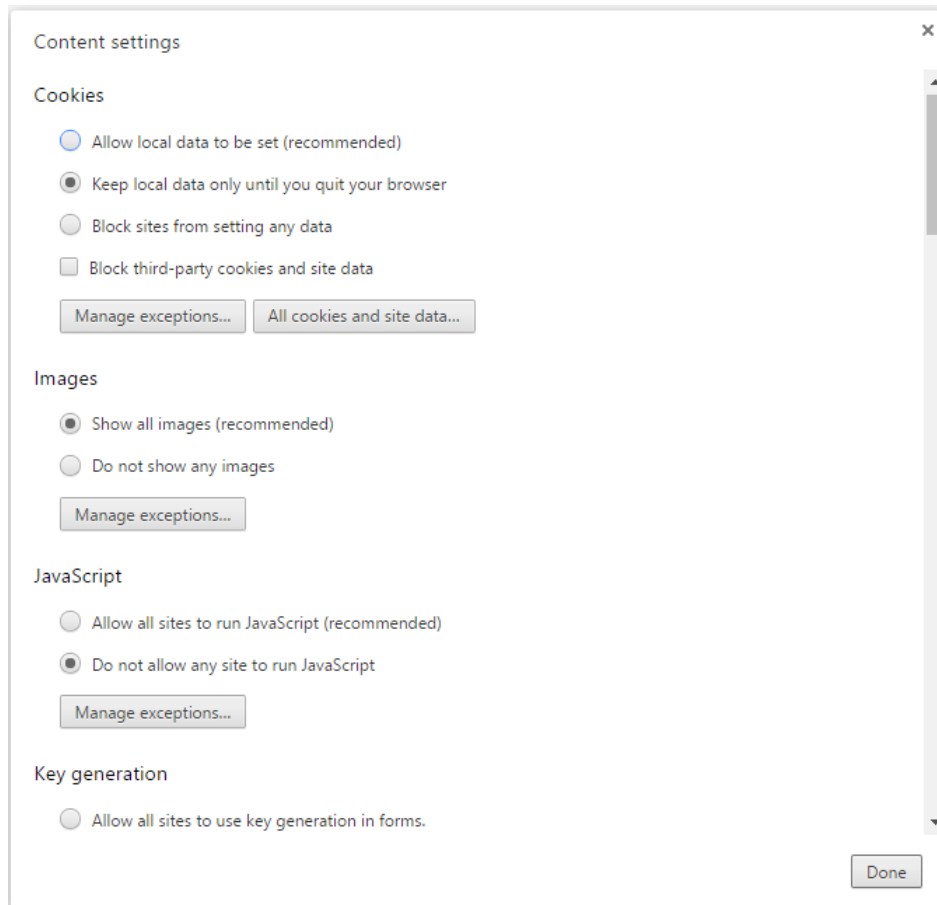 Content settings
Cookies
Allow local data to be set (recommended)
Keep local data only until you quit your browser
Block sites from setting any data
Block third-party cookies and site data
Manage exceptions... All cookies and site data...
Images
Show all images (recommended)
Do not show any images
Manage exceptions...
JavaScript
Allow all sites to run JavaScript (recommended)
Do not allow any site to run JavaScript
Manage exceptions...
Key generation
Allow all sites to use key generation in forms.
Done